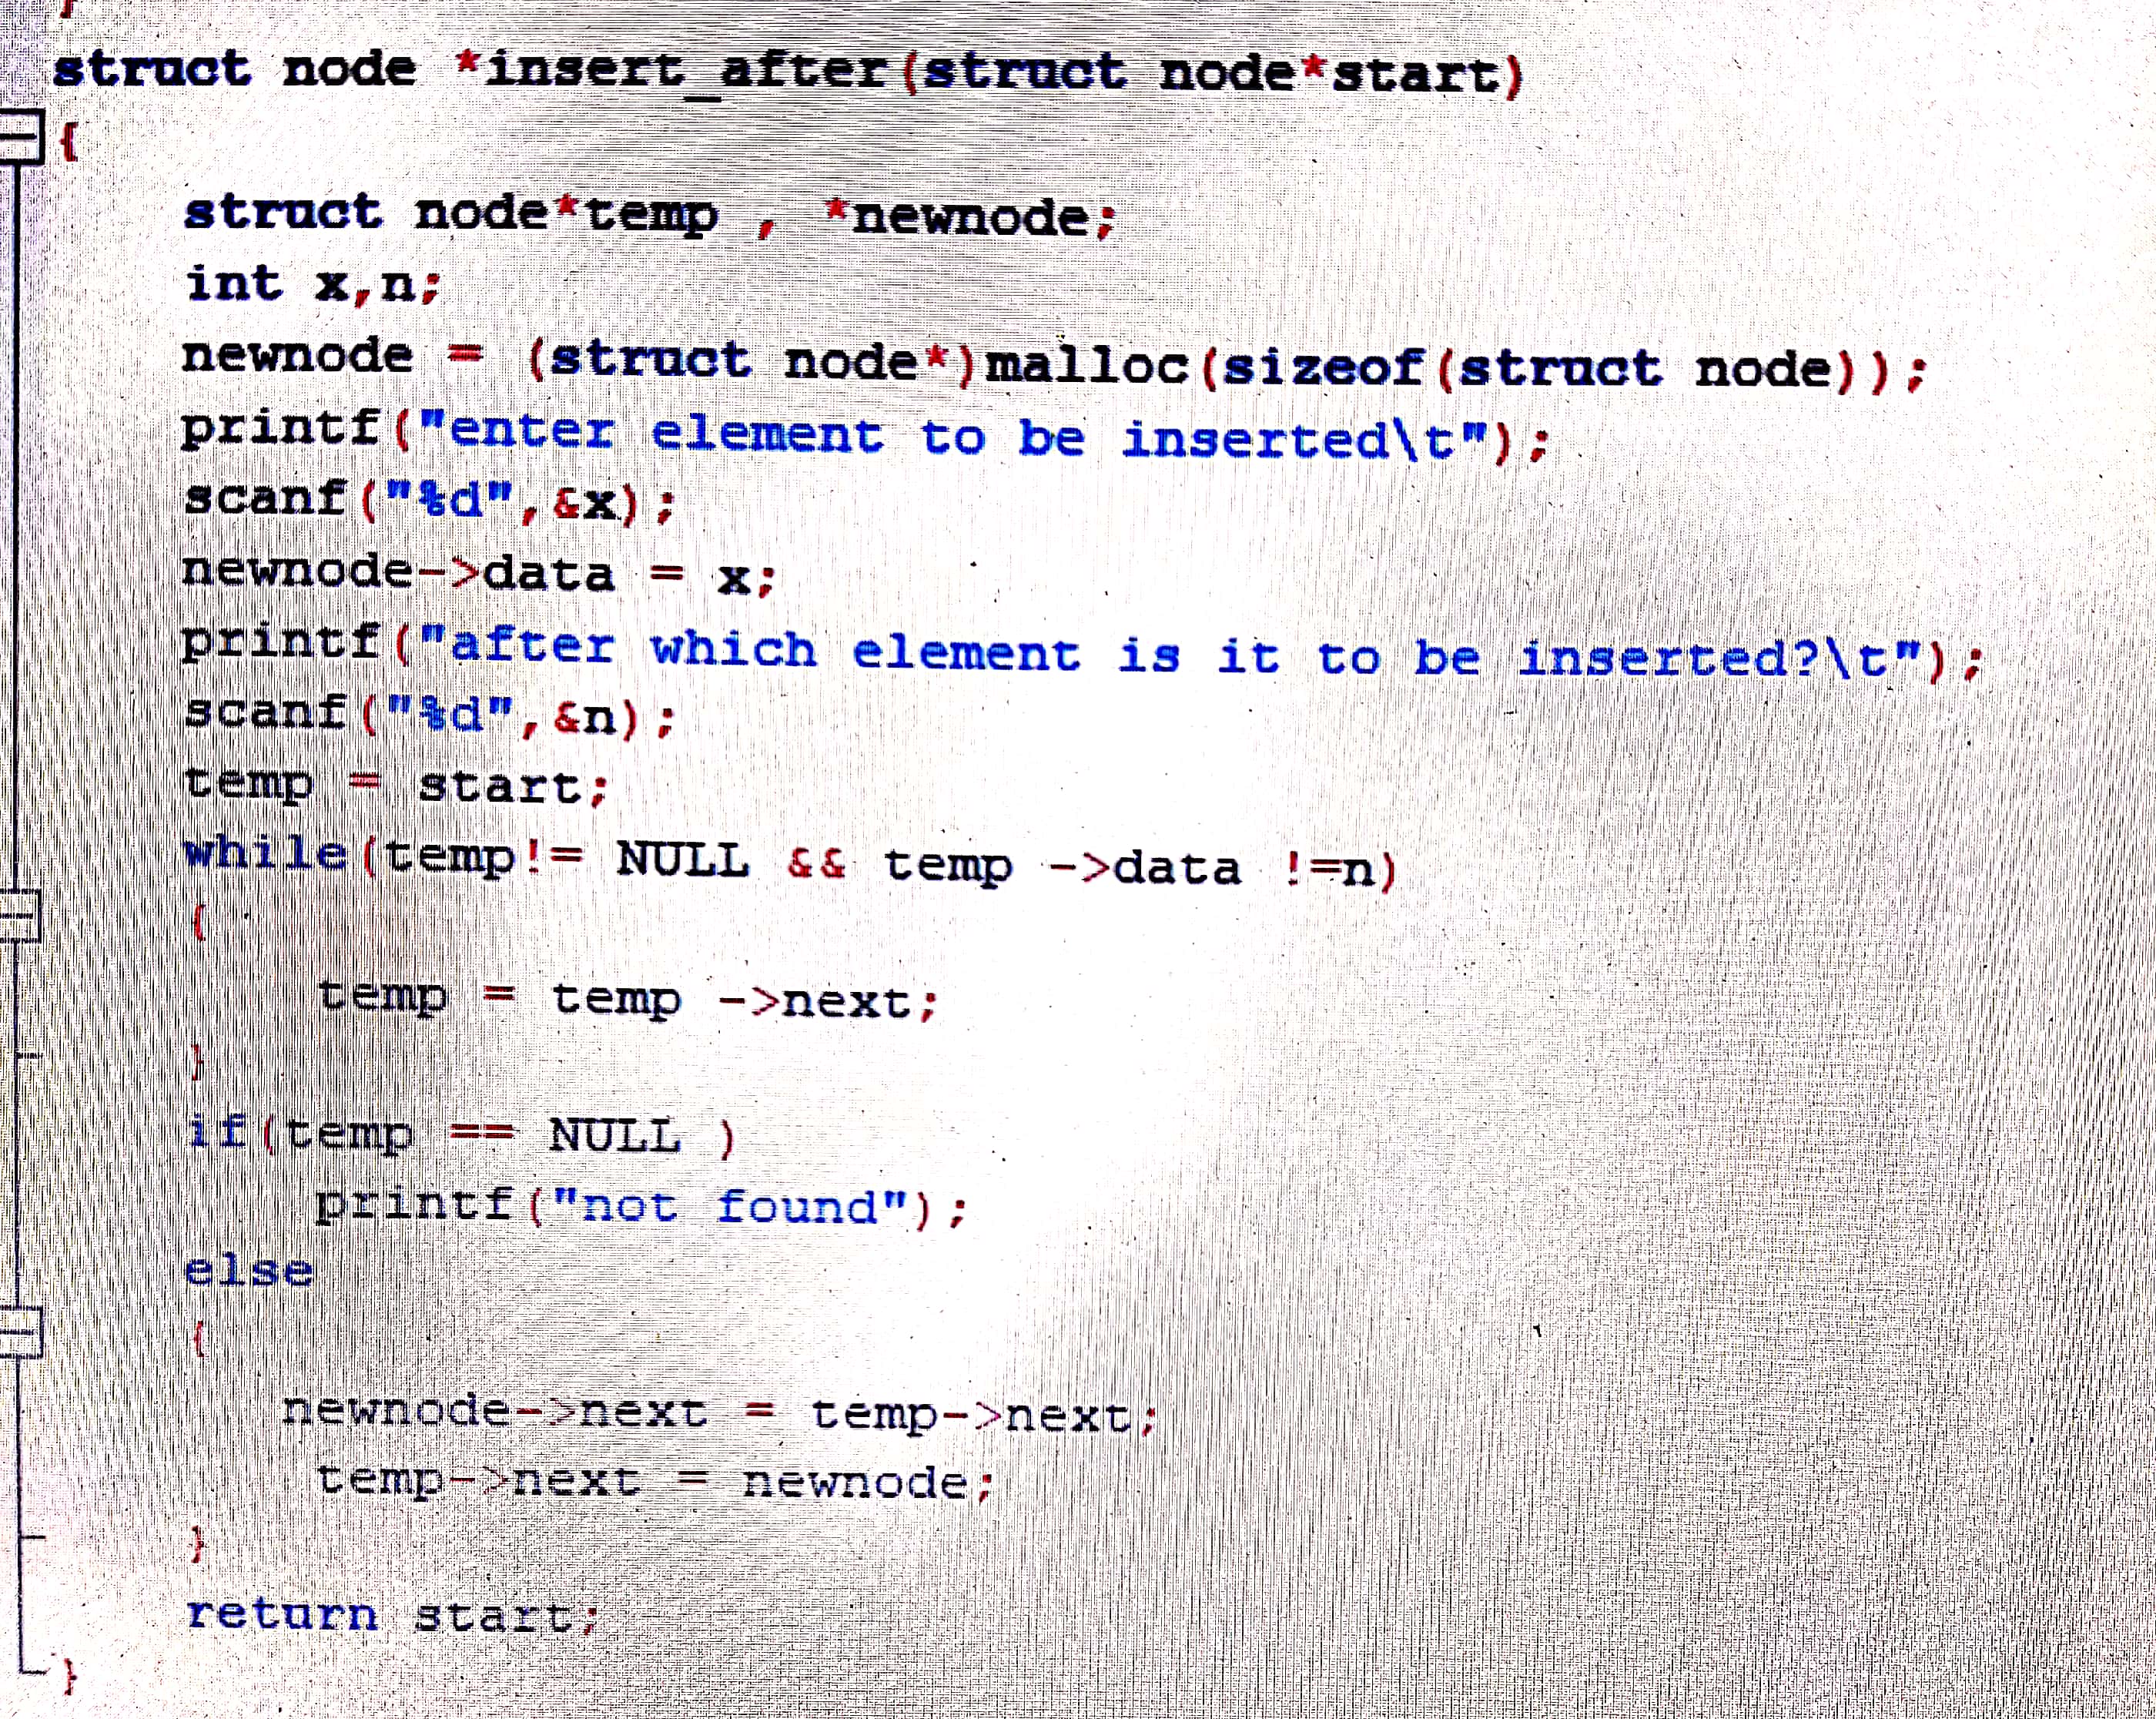 }
struct node *insert_after(struct node*start)
{
struct node*temp , *newnode;
int x,n;
newnode = (struct node*)malloc(sizeof(struct node));
printf("enter element to be inserted\t");
scanf("%d",&x);
newnode->data = x;
printf("after which element is it to be inserted?\t");
scanf("%d",&n);
temp = start;
while(temp!= NULL && temp ->data !=n)
{
temp = temp ->next;
}
if(temp == NULL )
printf("not found");
else
{
newnode->next = temp->next;
temp->next = newnode;
}
return start;
}